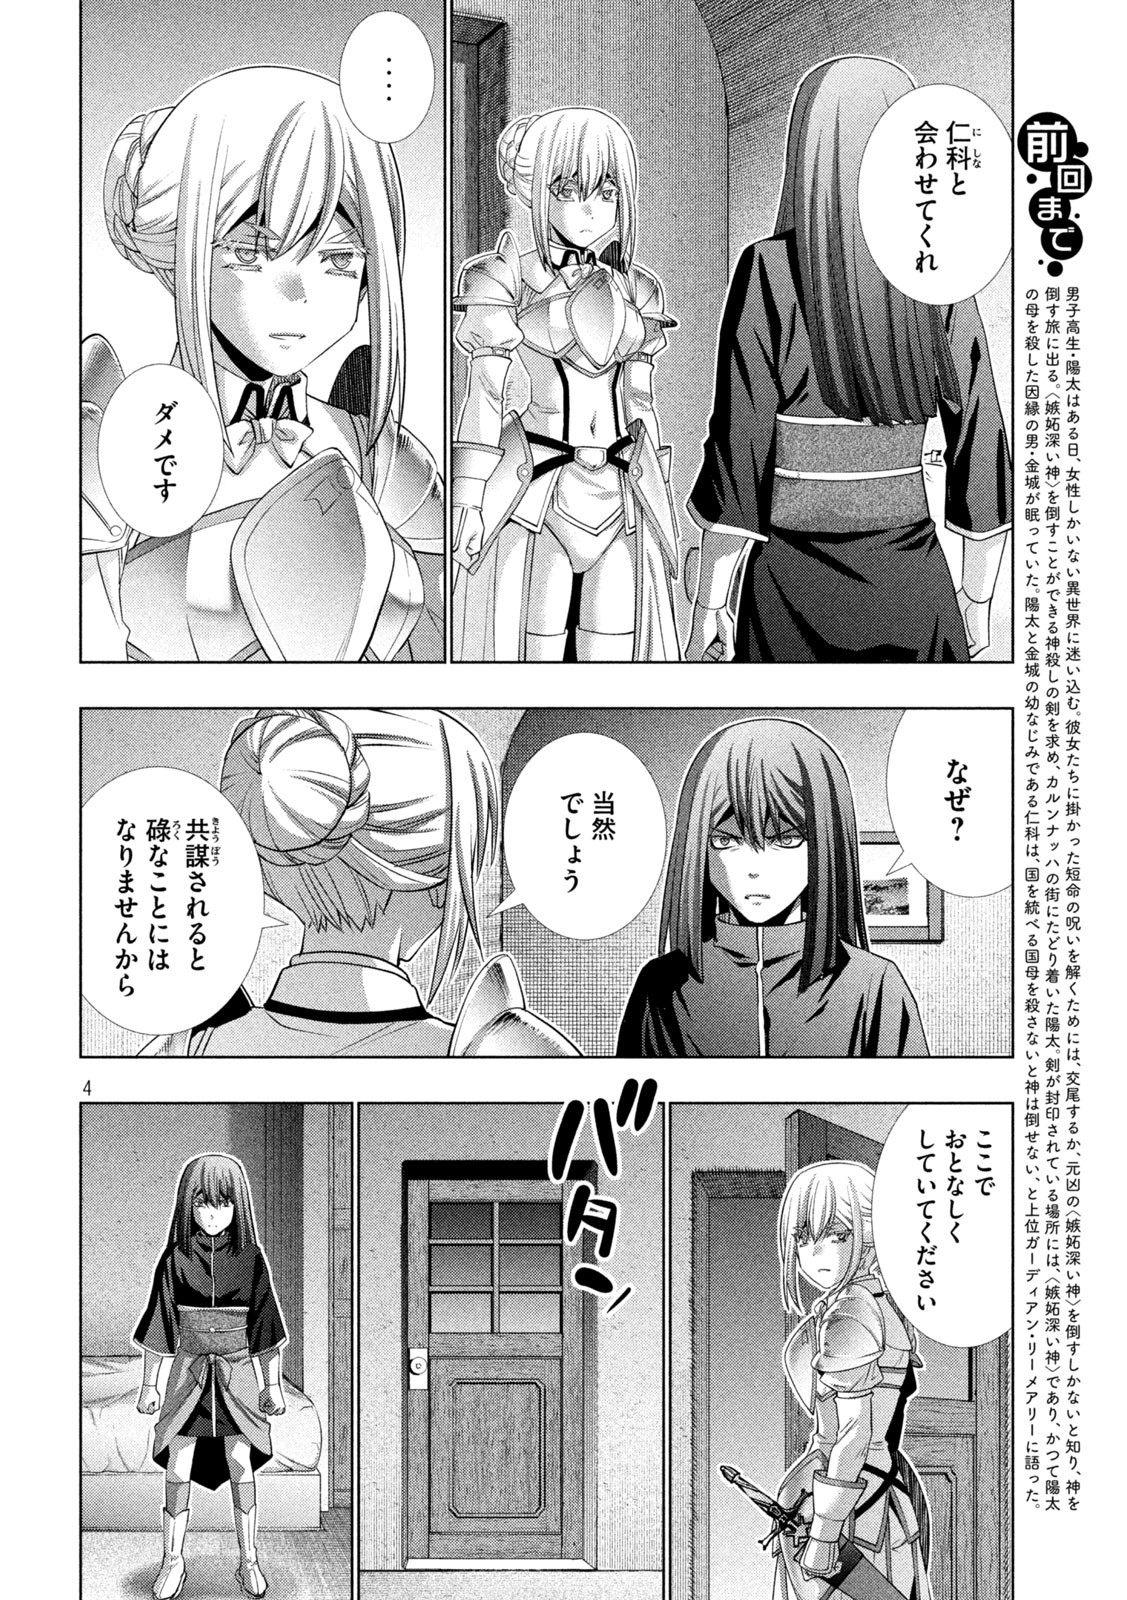 前回まで
男子高生・陽太はある日、女性しかいない異世界に迷い込む。彼女たちに掛かった短命の呪いを解くためには、交尾するか、元凶の〈嫉妬深い神〉を倒すしかないと知り、神を
倒す旅に出る。〈嫉妬深い神〉を倒すことができる神殺しの剣を求め、カルンナッハの街にたどり着いた陽太。剣が封印されている場所には、〈嫉妬深い神〉であり、かつて陽太
の母を殺した因縁の男・金城が眠っていた。陽太と金城の幼なじみである仁科は、国を統べる国母を殺さないと神は倒せない、と上位ガーディアン・リーメアリーに語った。
仁科と
にしな
会わせてくれ
‥‥
ダメです
なぜ?
当然
でしょう
共謀されると
きょうぼう
碌なことには
ろく
なりませんから
ここで
おとなしく
していてください
バタン
4